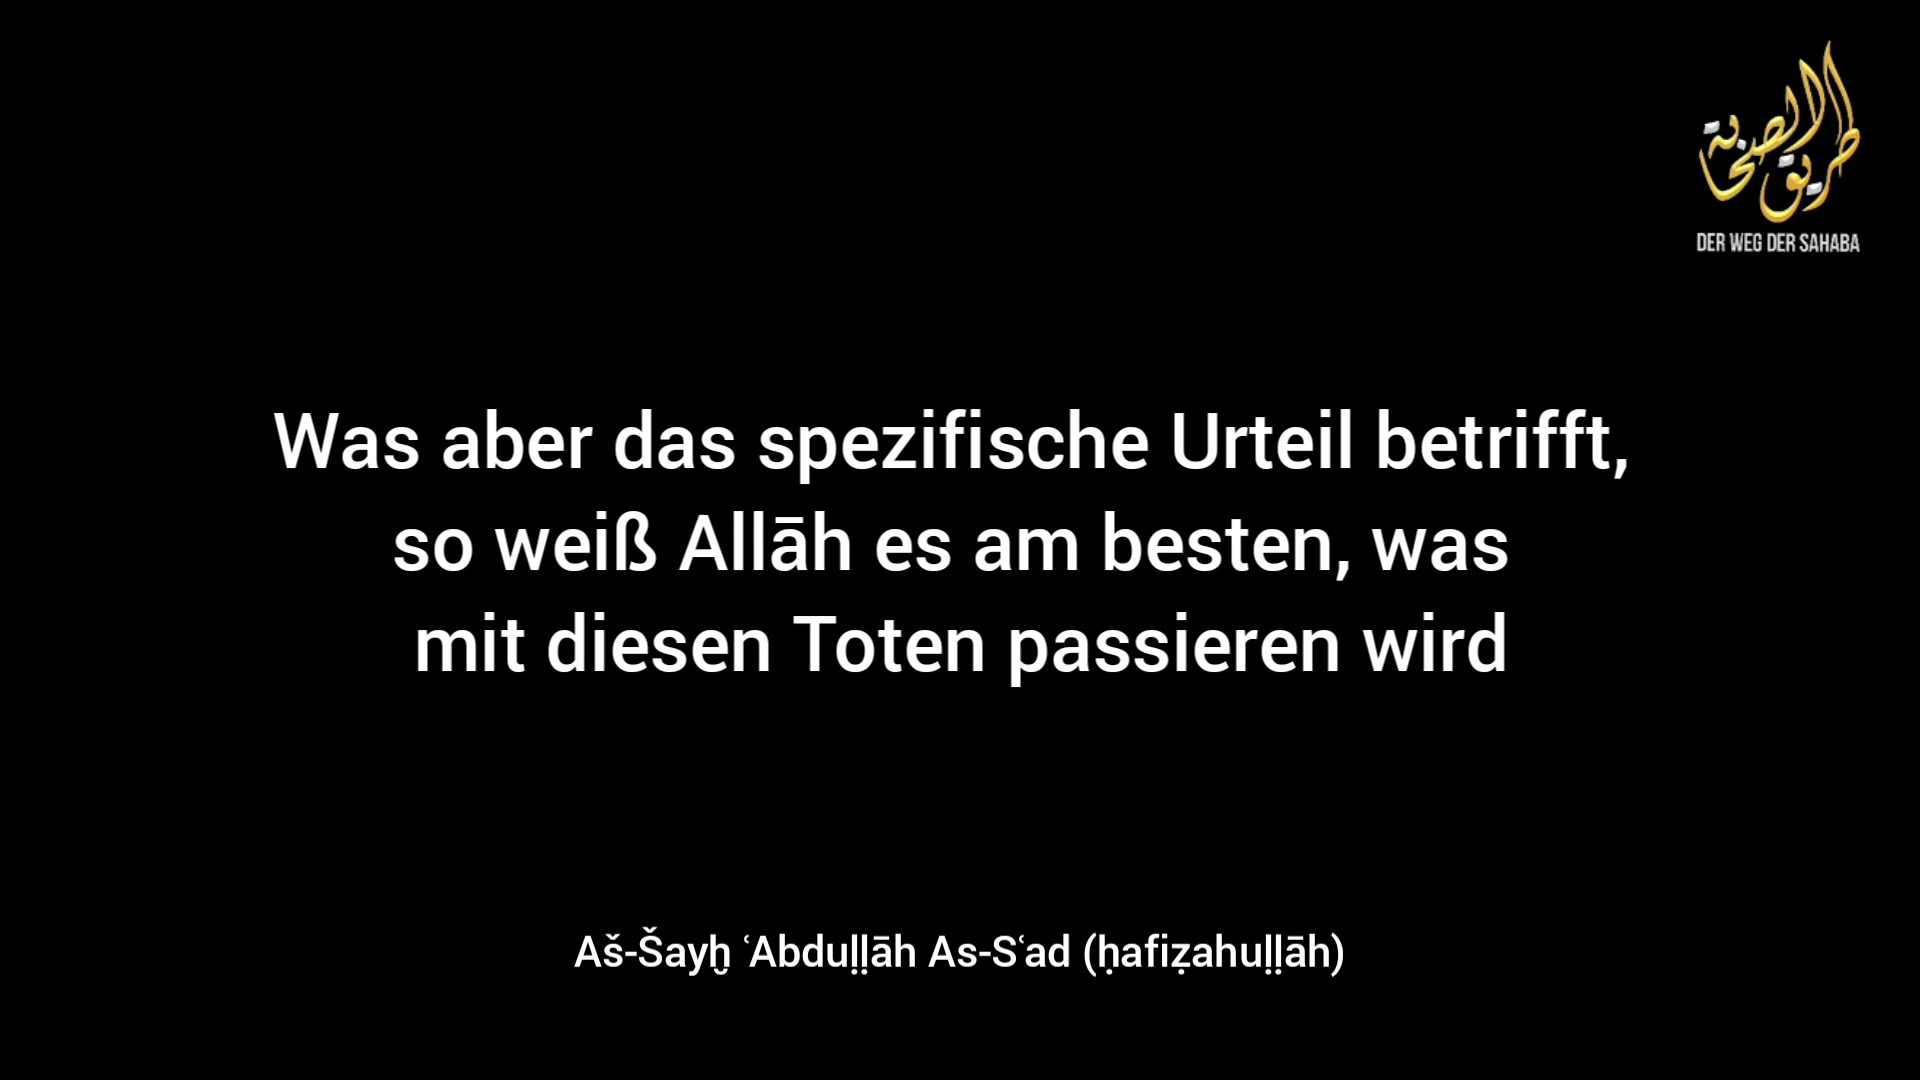 طريق الصحابة
DER WEG DER SAHABA
Was aber das spezifische Urteil betrifft,
so weiß Allāh es am besten, was
mit diesen Toten passieren wird
Aš-Šayḫ ʿAbduḷḷāh As-Sʿad (ḥafiẓahuḷḷāh)